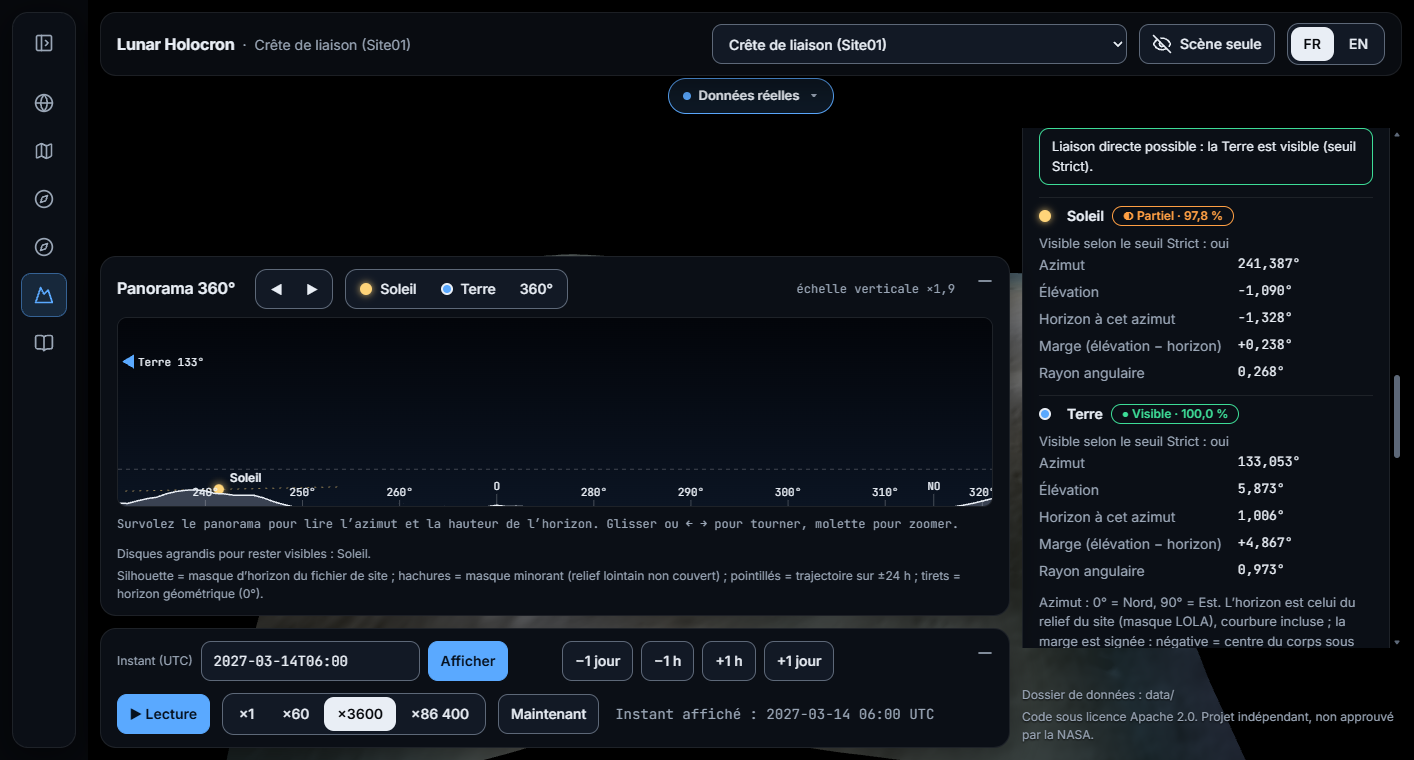 Lunar Holocron · Crête de liaison (Site01)
Crête de liaison (Site01)
Scène seule
FR EN
Données réelles
Liaison directe possible : la Terre est visible (seuil
Strict).
Soleil Partiel · 97,8 %
Visible selon le seuil Strict : oui
Azimut 241,387°
Élévation -1,090°
Horizon à cet azimut -1,328°
Marge (élévation − horizon) +0,238°
Rayon angulaire 0,268°
Terre Visible · 100,0 %
Visible selon le seuil Strict : oui
Azimut 133,053°
Élévation 5,873°
Horizon à cet azimut 1,006°
Marge (élévation − horizon) +4,867°
Rayon angulaire 0,973°
Azimut : 0° = Nord, 90° = Est. L’horizon est celui du
relief du site (masque LOLA), courbure incluse ; la
marge est signée : négative = centre du corps sous
Panorama 360° ◀ ▶ Soleil Terre 360° échelle verticale ×1,9
Terre 133°
Soleil
240° 250° 260° O 280° 290° 300° 310° NO 320°
Survolez le panorama pour lire l’azimut et la hauteur de l’horizon. Glisser ou ← → pour tourner, molette pour zoomer.
Disques agrandis pour rester visibles : Soleil.
Silhouette = masque d’horizon du fichier de site ; hachures = masque minorant (relief lointain non couvert) ; pointillés = trajectoire sur ±24 h ; tirets =
horizon géométrique (0°).
Instant (UTC) 2027-03-14T06:00 Afficher −1 jour −1 h +1 h +1 jour
▶ Lecture ×1 ×60 ×3600 ×86 400 Maintenant Instant affiché : 2027-03-14 06:00 UTC
Dossier de données : data/
Code sous licence Apache 2.0. Projet indépendant, non approuvé
par la NASA.